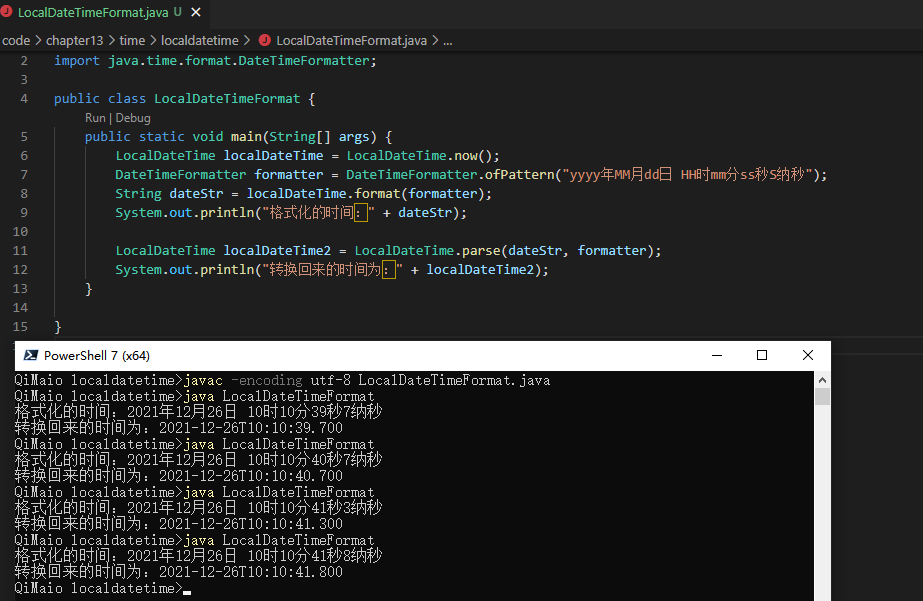 LocalDateTimeFormat.java U
code > chapter13 > time > localdatetime > LocalDateTimeFormat.java > ...
2 import java.time.format.DateTimeFormatter;
3
4 public class LocalDateTimeFormat {
Run | Debug
5 public static void main(String[] args) {
6 LocalDateTime localDateTime = LocalDateTime.now();
7 DateTimeFormatter formatter = DateTimeFormatter.ofPattern("yyyy年MM月dd日 HH时mm分ss秒S纳秒");
8 String dateStr = localDateTime.format(formatter);
9 System.out.println("格式化的时间：" + dateStr);
10
11 LocalDateTime localDateTime2 = LocalDateTime.parse(dateStr, formatter);
12 System.out.println("转换回来的时间为：" + localDateTime2);
13 }
14
15 }
PowerShell 7 (x64)
QiMaio localdatetime>javac -encoding utf-8 LocalDateTimeFormat.java
QiMaio localdatetime>java LocalDateTimeFormat
格式化的时间：2021年12月26日 10时10分39秒7纳秒
转换回来的时间为：2021-12-26T10:10:39.700
QiMaio localdatetime>java LocalDateTimeFormat
格式化的时间：2021年12月26日 10时10分40秒7纳秒
转换回来的时间为：2021-12-26T10:10:40.700
QiMaio localdatetime>java LocalDateTimeFormat
格式化的时间：2021年12月26日 10时10分41秒3纳秒
转换回来的时间为：2021-12-26T10:10:41.300
QiMaio localdatetime>java LocalDateTimeFormat
格式化的时间：2021年12月26日 10时10分41秒8纳秒
转换回来的时间为：2021-12-26T10:10:41.800
QiMaio localdatetime>